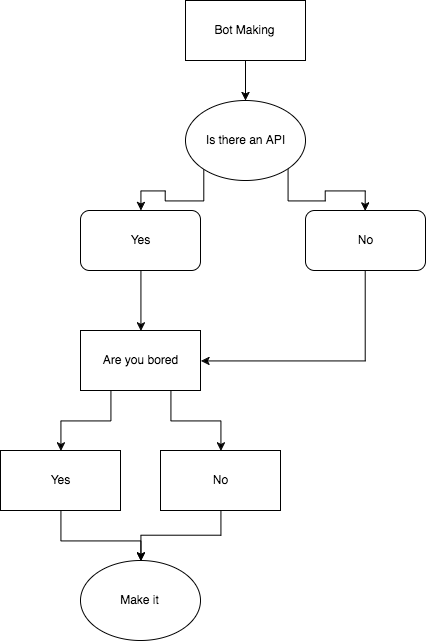 Bot Making
Is there an API
Yes
No
Are you bored
Yes
No
Make it